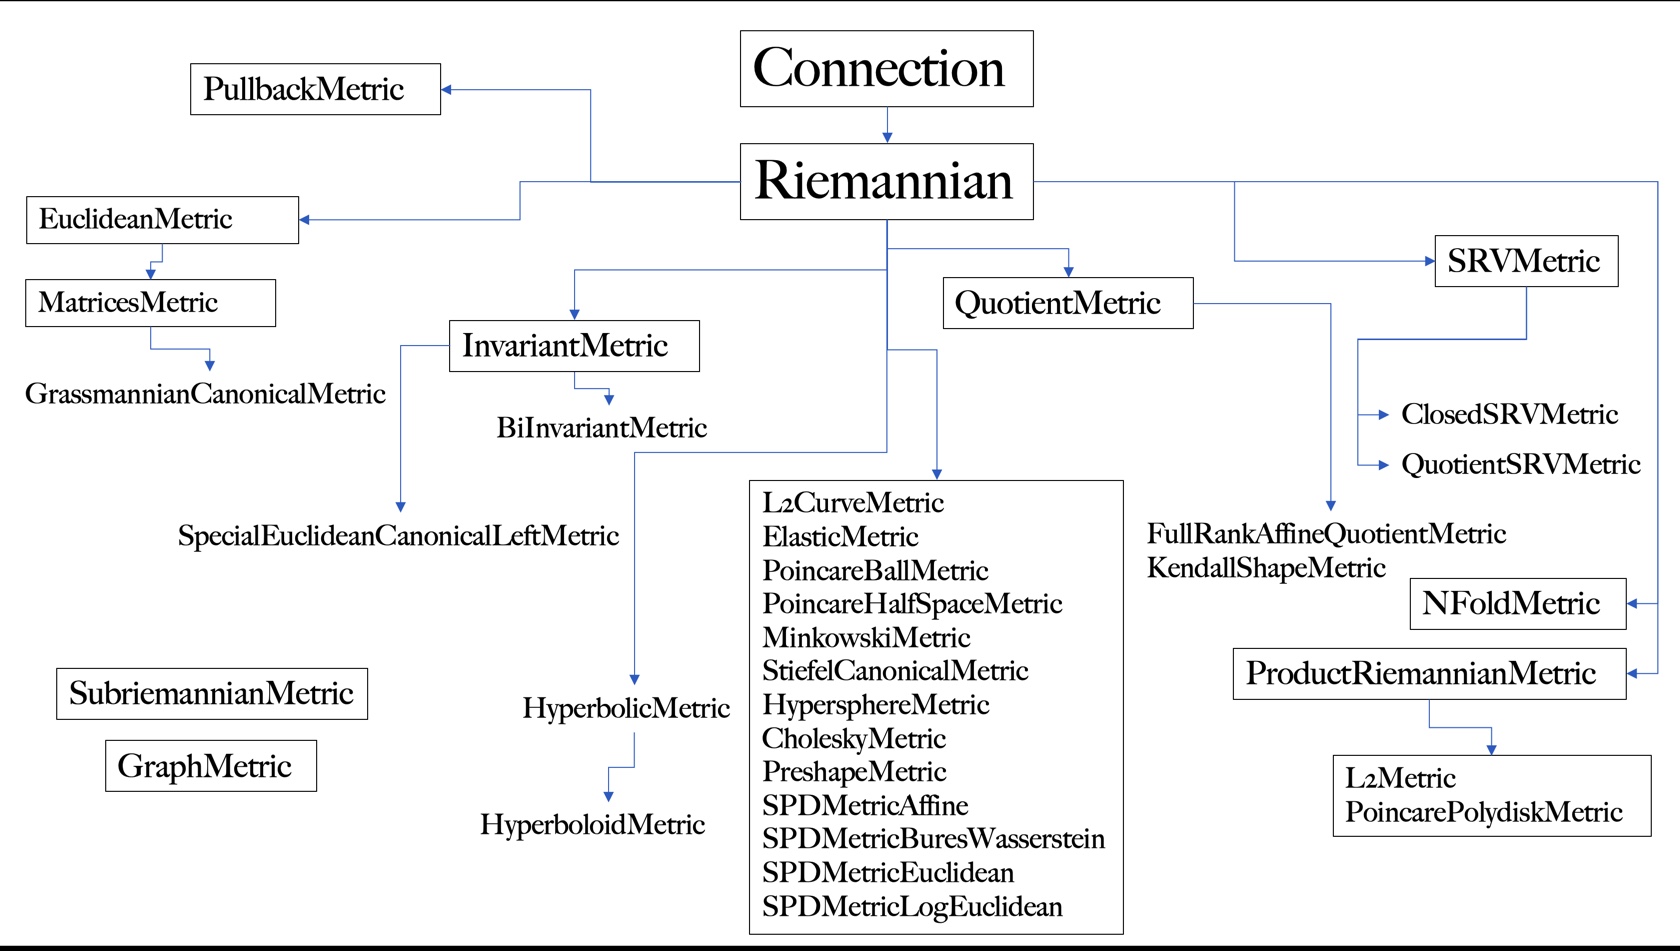 Connection
PullbackMetric
Riemannian
EuclideanMetric
SRVMetric
MatricesMetric
QuotientMetric
InvariantMetric
GrassmannianCanonicalMetric
BiInvariantMetric
ClosedSRVMetric
QuotientSRVMetric
SpecialEuclideanCanonicalLeftMetric
L2CurveMetric
ElasticMetric
PoincareBallMetric
PoincareHalfSpaceMetric
MinkowskiMetric
StiefelCanonicalMetric
HypersphereMetric
CholeskyMetric
PreshapeMetric
SPDMetricAffine
SPDMetricBuresWasserstein
SPDMetricEuclidean
SPDMetricLogEuclidean
FullRankAffineQuotientMetric
KendallShapeMetric
NFoldMetric
ProductRiemannianMetric
SubriemannianMetric
HyperbolicMetric
GraphMetric
L2Metric
PoincarePolydiskMetric
HyperboloidMetric